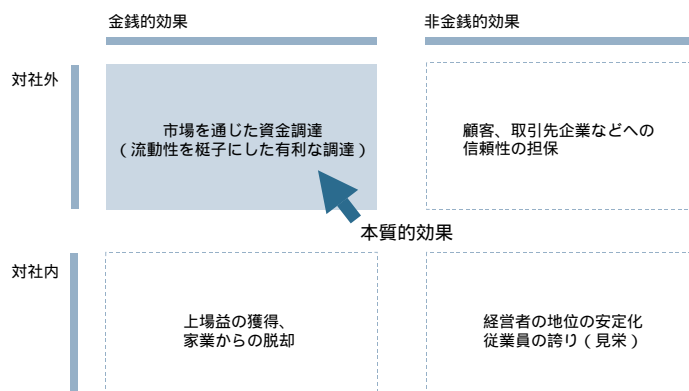 金銭的効果
非金銭的効果
対社外
市場を通じた資金調達
(流動性を梃子にした有利な調達)
顧客、取引先企業などへの
信頼性の担保
本質的効果
対社内
上場益の獲得、
家業からの脱却
経営者の地位の安定化
従業員の誇り(見栄)